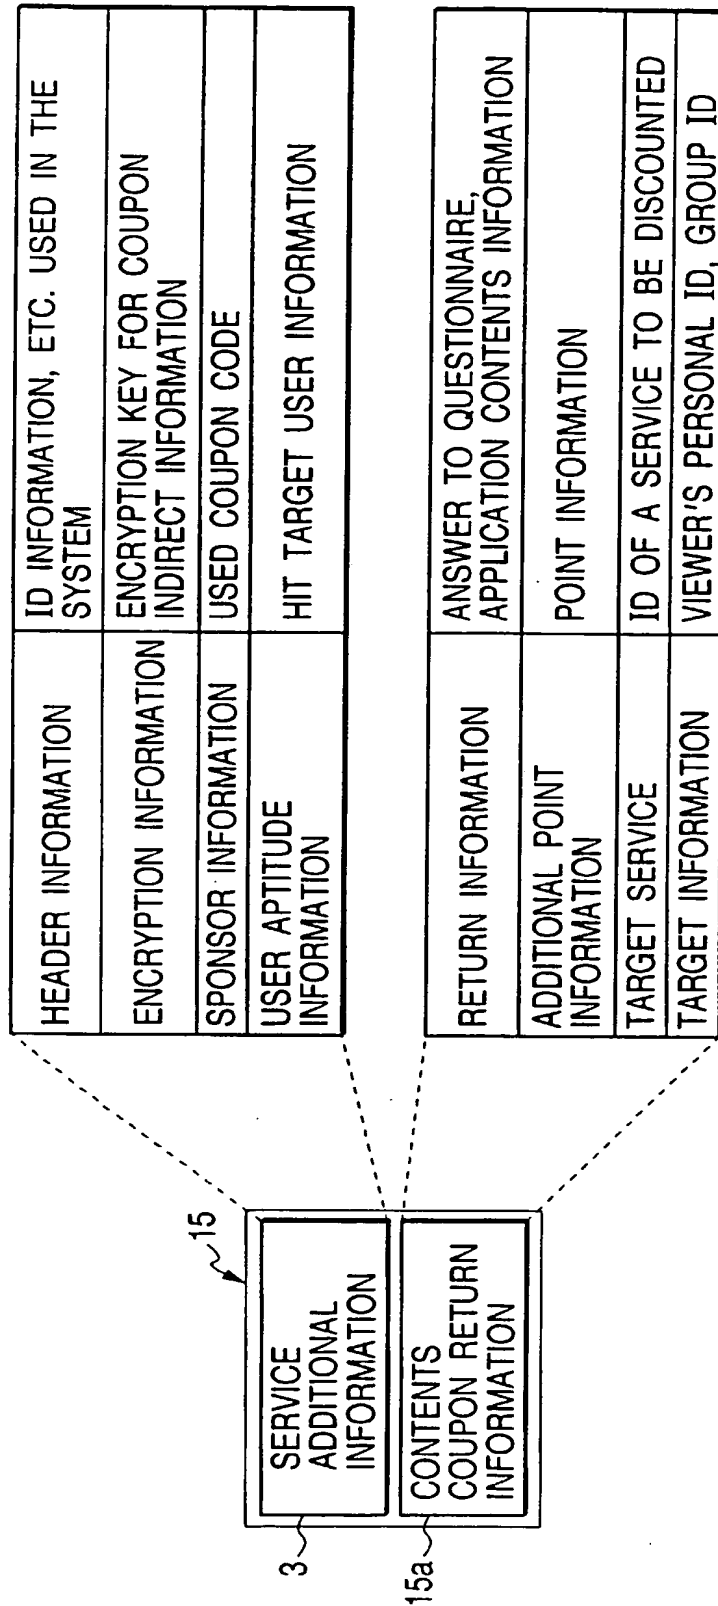 15
3
SERVICE
ADDITIONAL
INFORMATION
15a
CONTENTS
COUPON RETURN
INFORMATION
HEADER INFORMATION
ID INFORMATION, ETC. USED IN THE
SYSTEM
ENCRYPTION INFORMATION
ENCRYPTION KEY FOR COUPON
INDIRECT INFORMATION
SPONSOR INFORMATION
USED COUPON CODE
USER APTITUDE
INFORMATION
HIT TARGET USER INFORMATION
RETURN INFORMATION
ANSWER TO QUESTIONNAIRE,
APPLICATION CONTENTS INFORMATION
ADDITIONAL POINT
INFORMATION
POINT INFORMATION
TARGET SERVICE
ID OF A SERVICE TO BE DISCOUNTED
TARGET INFORMATION
VIEWER'S PERSONAL ID, GROUP ID